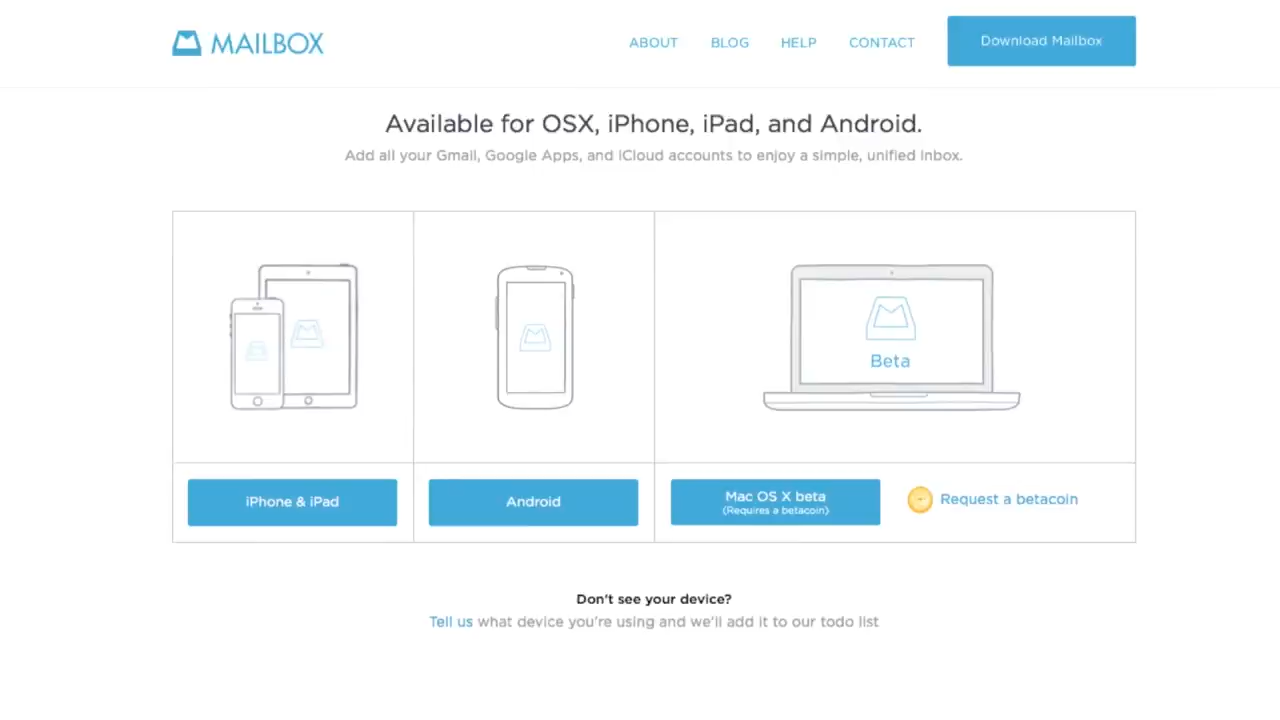 MAILBOX
ABOUT
BLOG
HELP
CONTACT
Download Mailbox
Available for OSX, iPhone, iPad, and Android.
Add all your Gmail, Google Apps, and iCloud accounts to enjoy a simple, unified inbox.
Beta
iPhone & iPad
Android
Mac OS X beta
(Requires a betacoin)
Request a betacoin
Don't see your device?
Tell us what device you're using and we'll add it to our todo list